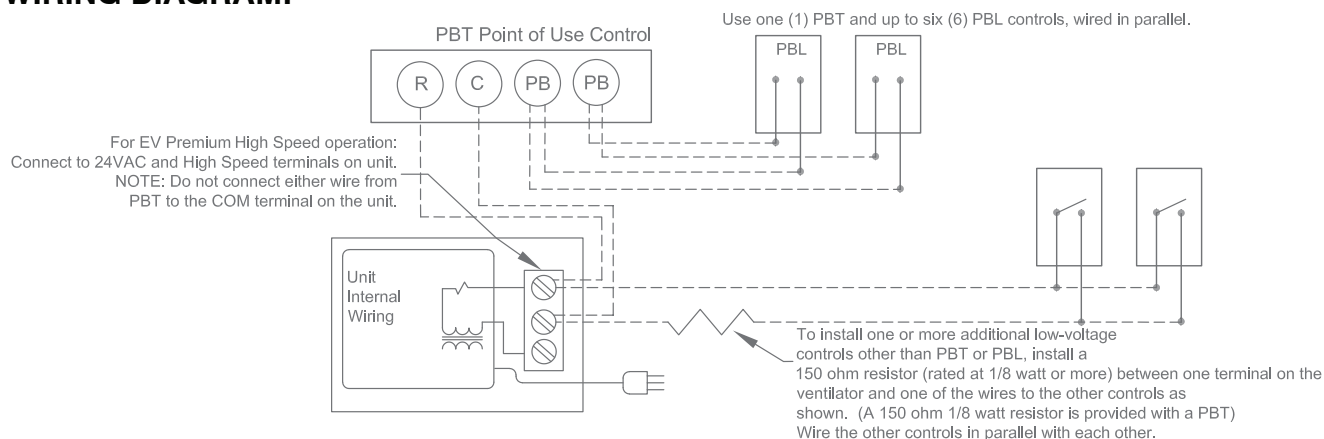 WIRING DIAGRAM:
Use one (1) PBT and up to six (6) PBL controls, wired in parallel.
PBT Point of Use Control
R C PB PB
PBL PBL
For EV Premium High Speed operation:
Connect to 24VAC and High Speed terminals on unit.
NOTE: Do not connect either wire from
PBT to the COM terminal on the unit.
Unit
Internal
Wiring
To install one or more additional low-voltage
controls other than PBT or PBL, install a
150 ohm resistor (rated at 1/8 watt or more) between one terminal on the
ventilator and one of the wires to the other controls as
shown. (A 150 ohm 1/8 watt resistor is provided with a PBT)
Wire the other controls in parallel with each other.